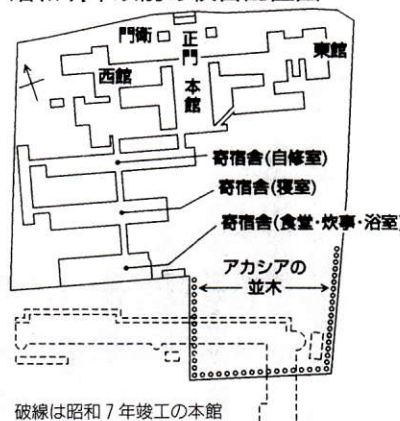 門衛
正門
本館
東館
西館
寄宿舎(自修室)
寄宿舎(寝室)
寄宿舎(食堂・炊事・浴室)
アカシアの
並木
破線は昭和7年竣工の本館